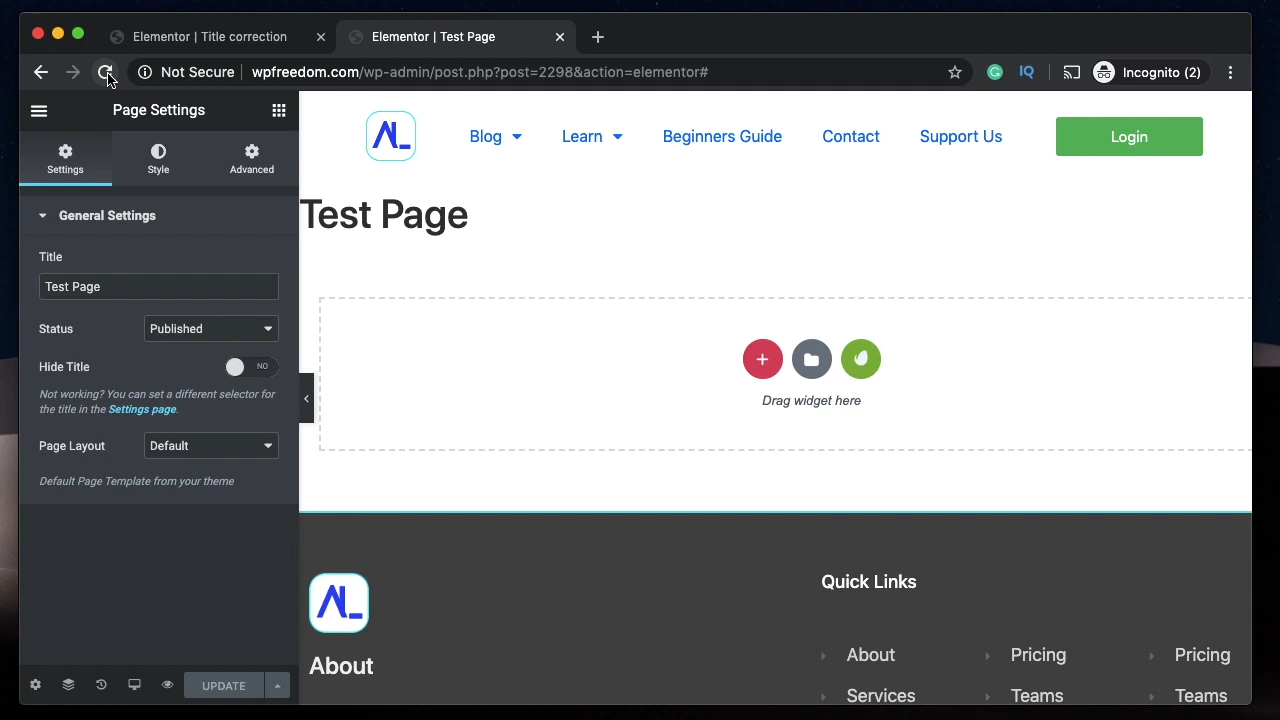 Elementor | Title correction
Elementor | Test Page
Not Secure
wpfreedom.com/wp-admin/post.php?post=2298&action=elementor#
IQ
Incognito (2)
Page Settings
Settings
Style
Advanced
General Settings
Title
Test Page
Status
Published
Hide Title
NO
Not working? You can set a different selector for
the title in the Settings page.
Page Layout
Default
Default Page Template from your theme
UPDATE
AL_
Blog
Learn
Beginners Guide
Contact
Support Us
Login
Test Page
Drag widget here
AL_
About
Quick Links
About
Pricing
Pricing
Services
Teams
Teams